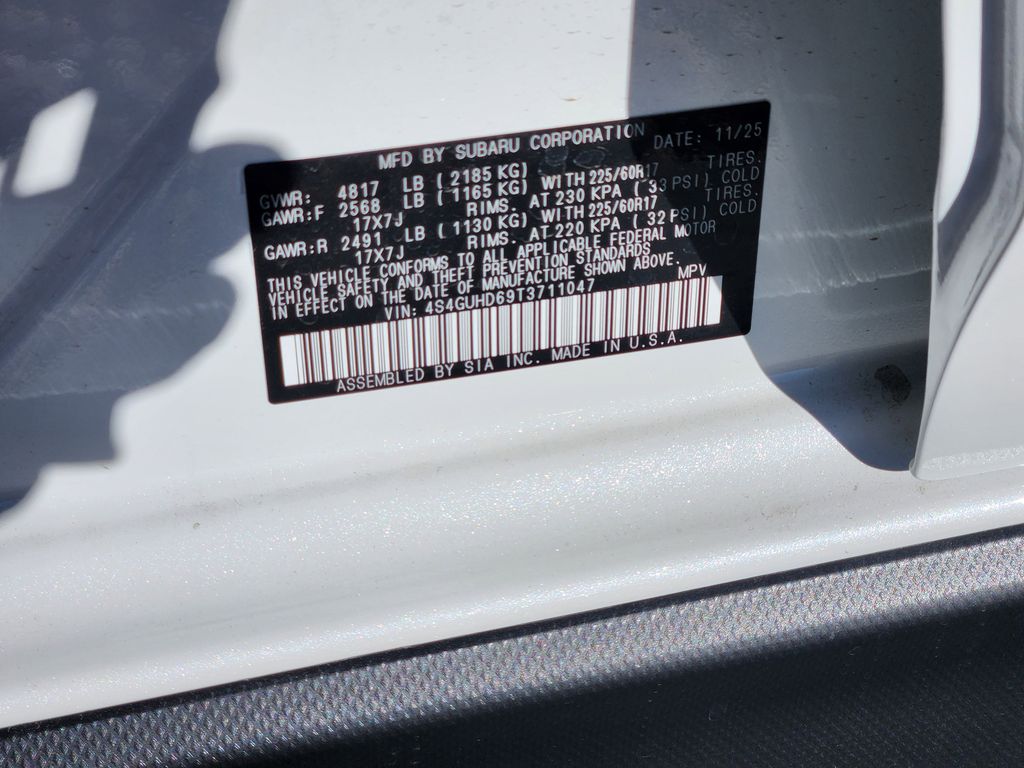 MFD BY SUBARU CORPORATION DATE: 11/25
GVWR: 4817 LB (2185 KG)
GAWR:F 2568 LB (1165 KG) WITH 225/60R17 TIRES.
17X7J RIMS. AT 230 KPA (33 PSI) COLD
GAWR:R 2491 LB (1130 KG) WITH 225/60R17 TIRES.
17X7J RIMS. AT 220 KPA (32 PSI) COLD
THIS VEHICLE CONFORMS TO ALL APPLICABLE FEDERAL MOTOR
VEHICLE SAFETY AND THEFT PREVENTION STANDARDS
IN EFFECT ON THE DATE OF MANUFACTURE SHOWN ABOVE.
VIN: 4S4GUHD69T3711047 MPV
ASSEMBLED BY SIA INC. MADE IN U.S.A.